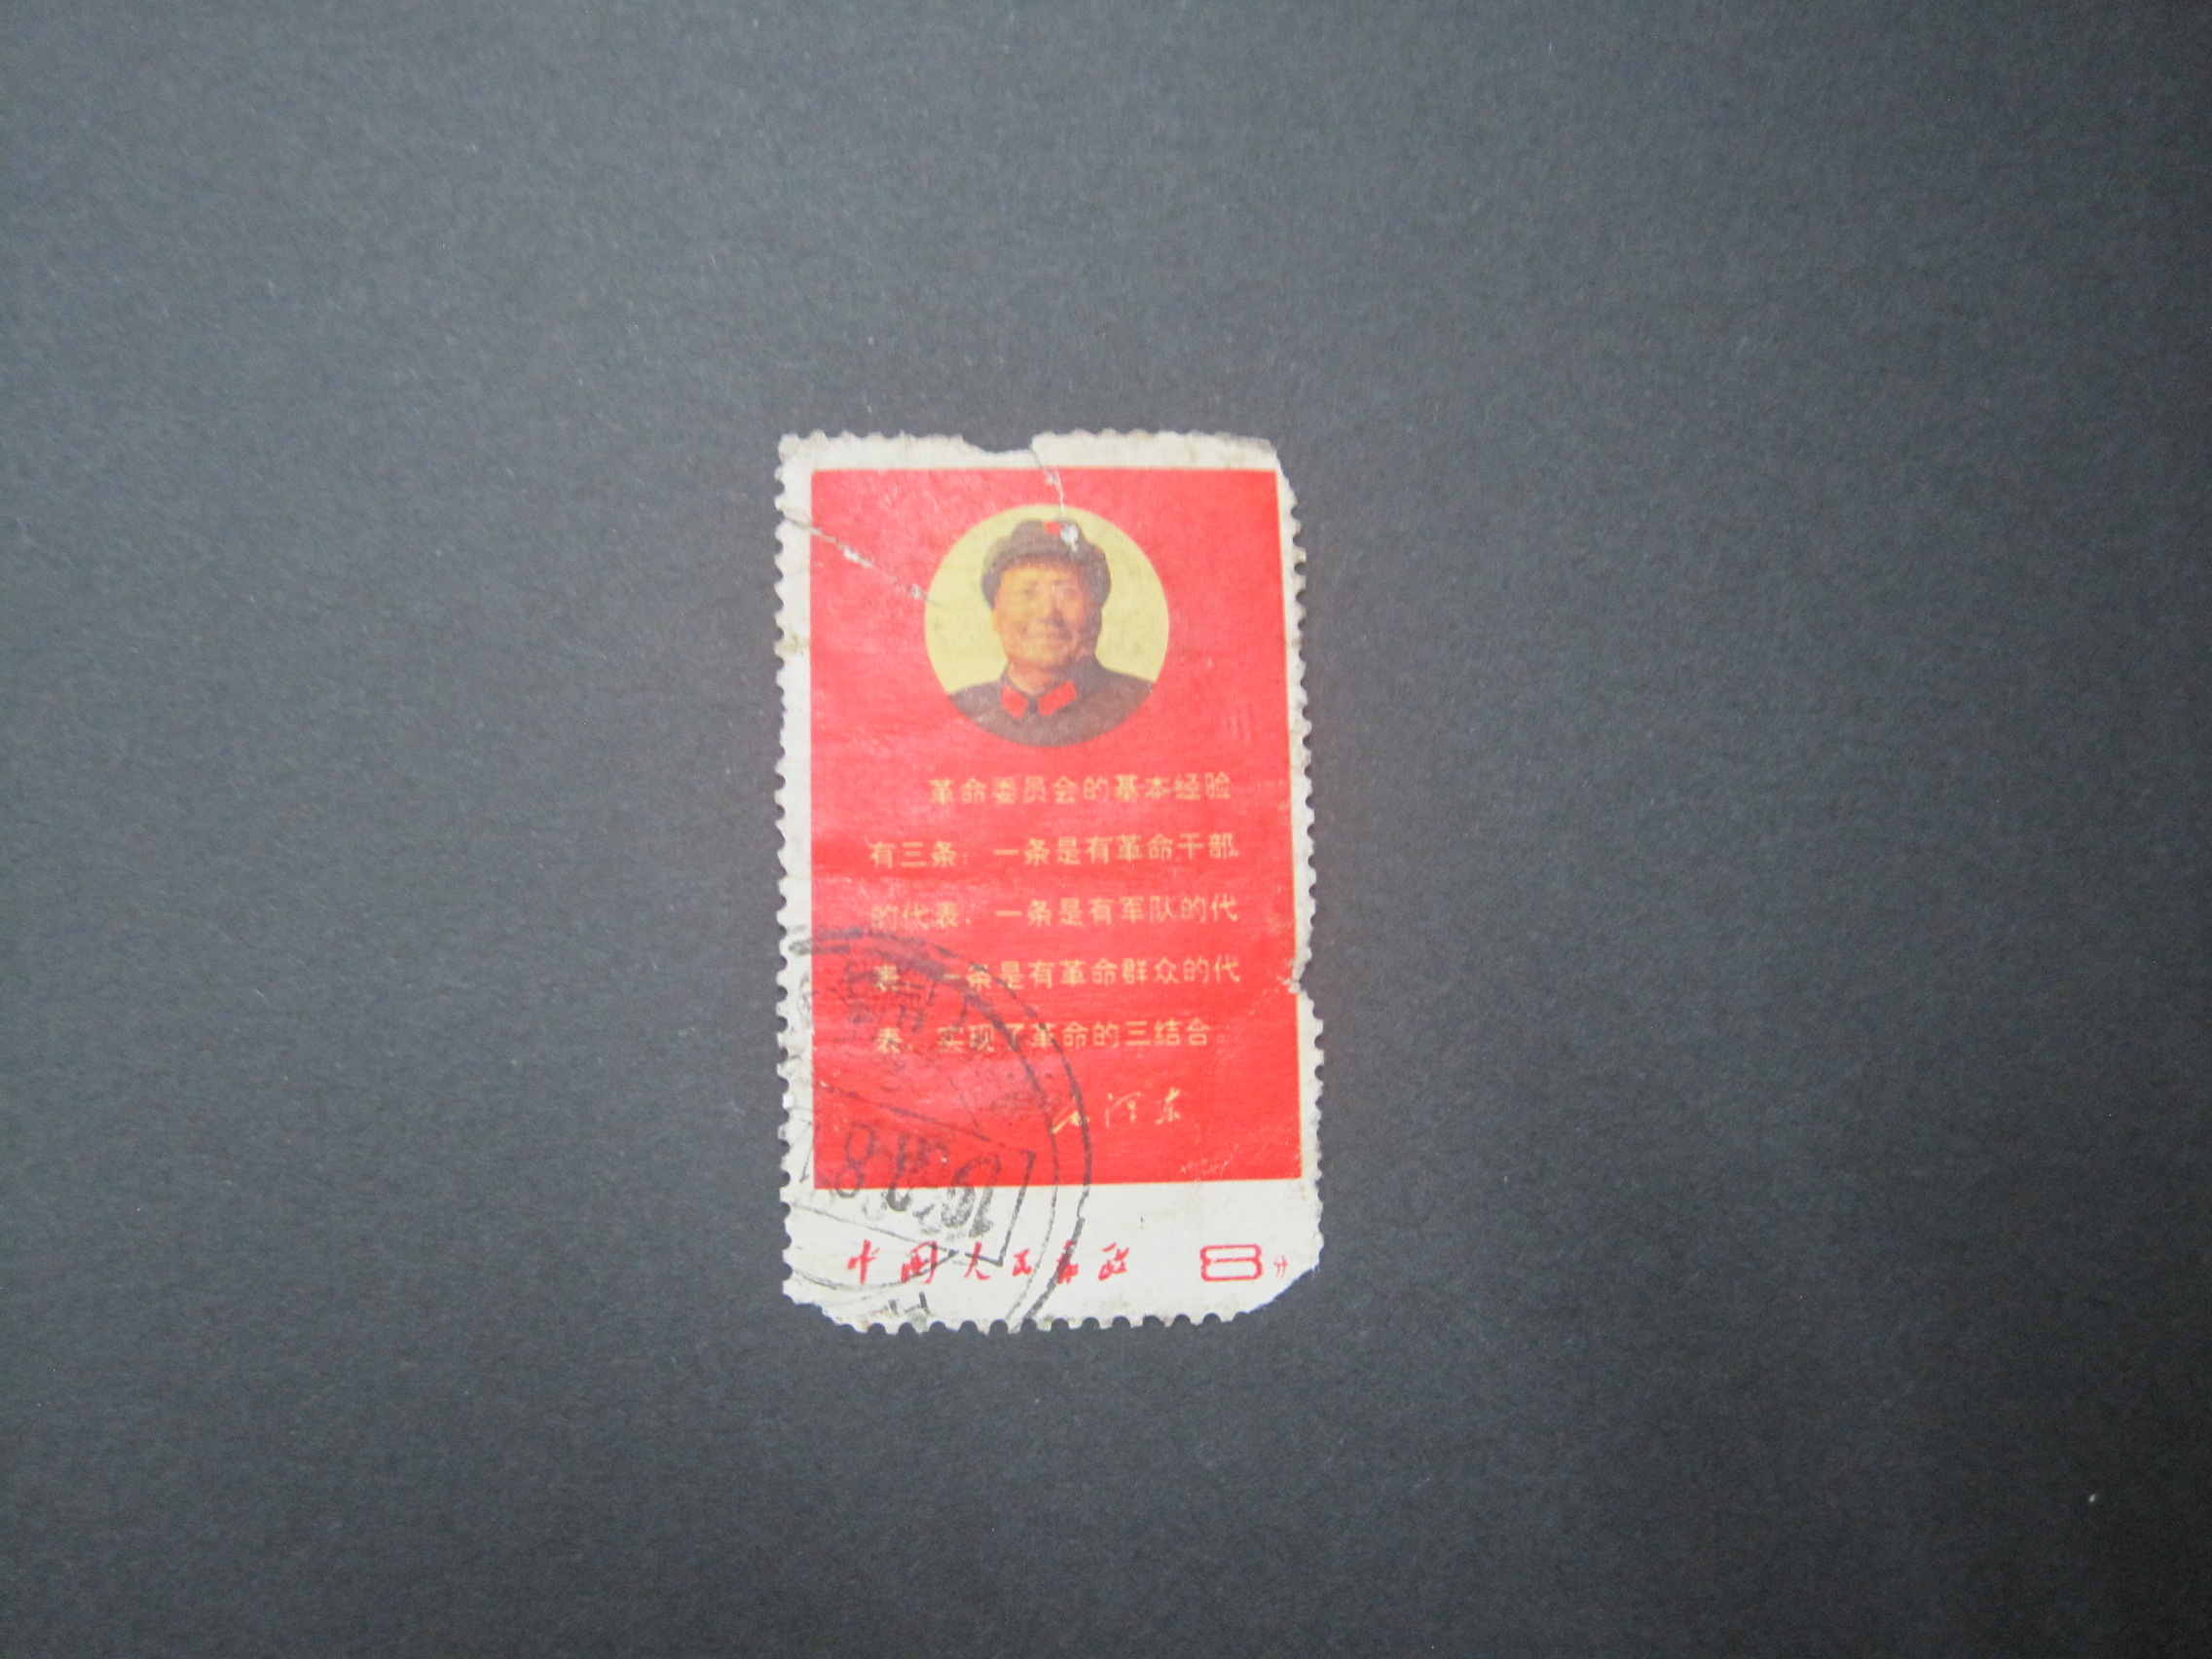 革命委员会的基本经验
有三条：一条是有革命干部
的代表，一条是有军队的代
表，一条是有革命群众的代
表，实现了革命的三结合。
毛泽东
中国人民邮政 8分